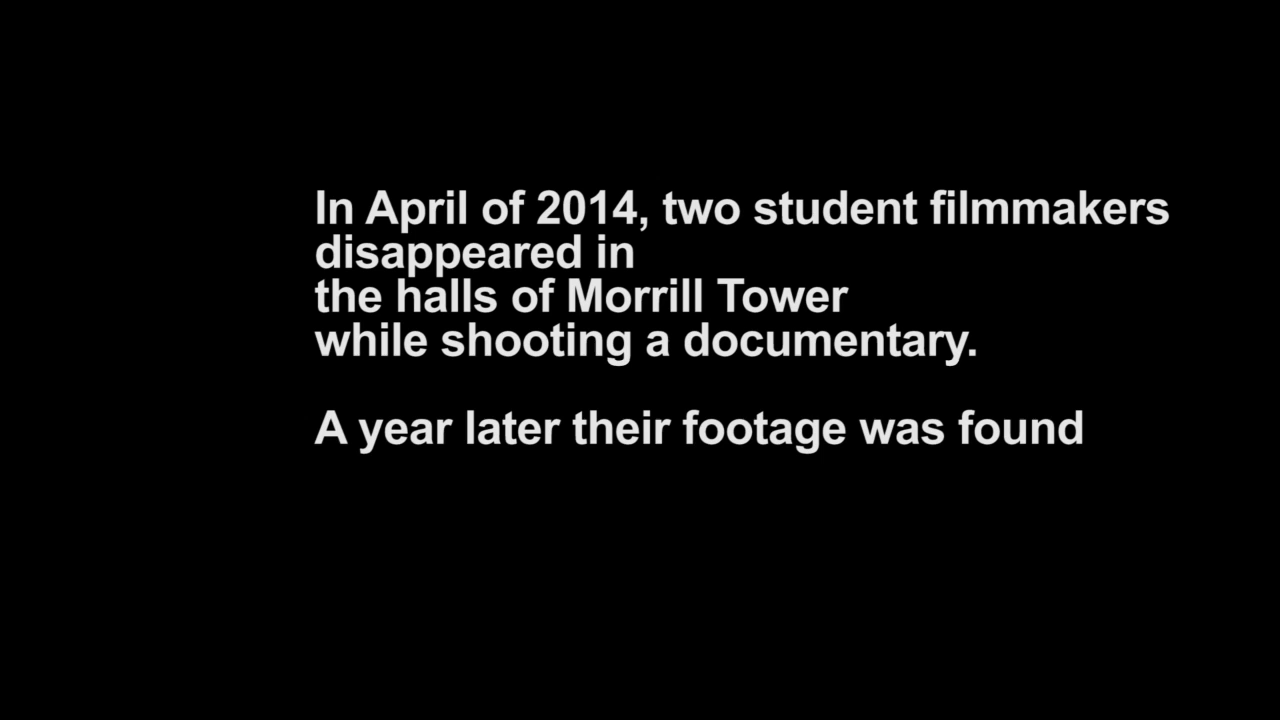 In April of 2014, two student filmmakers
disappeared in
the halls of Morrill Tower
while shooting a documentary.
A year later their footage was found